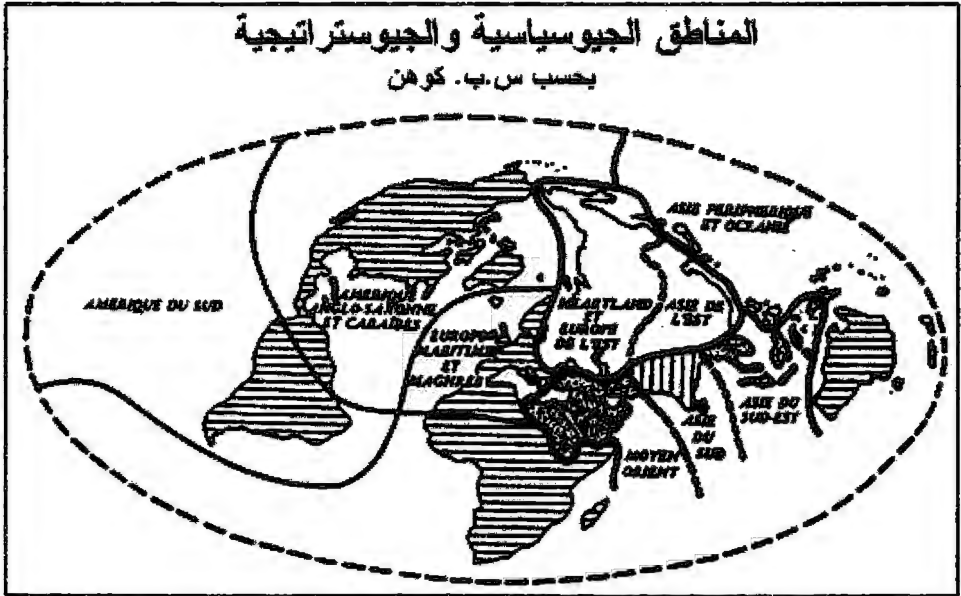 المناطق الجيوسياسية والجيوستراتيجية
بحسب س.ب. كوهن
ASIE PERIPHERIQUE
ET OCEANIE
AMERIQUE DU SUD
AMERIQUE
ANGLO-SAXONNE
ET CARAÏBES
EUROPE
MARITIME
ET
MAGHREB
HEARTLAND
ET
EUROPE
DE L'EST
ASIE DE
L'EST
ASIE DU
SUD-EST
ASIE
DU
SUD
MOYEN
ORIENT